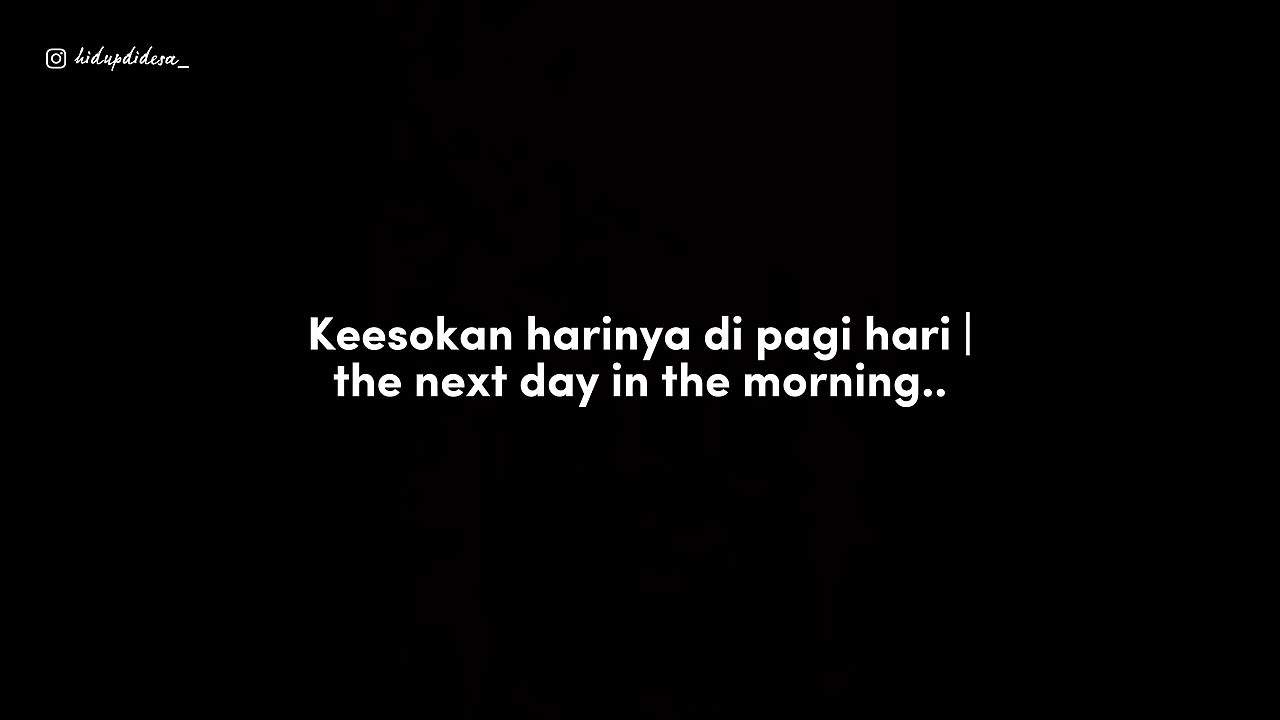 hidupdidesa_
Keesokan harinya di pagi hari |
the next day in the morning..